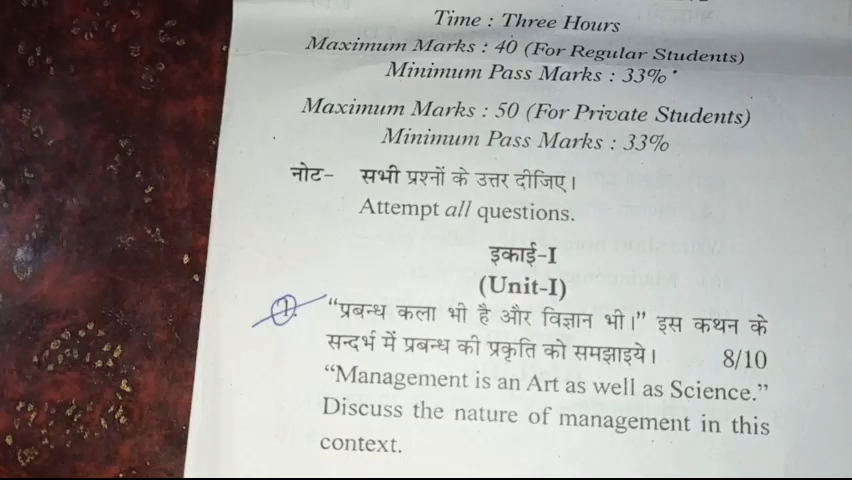 Time : Three Hours
Maximum Marks : 40 (For Regular Students)
Minimum Pass Marks : 33%
Maximum Marks : 50 (For Private Students)
Minimum Pass Marks : 33%
नोट- सभी प्रश्नों के उत्तर दीजिए।
Attempt all questions.
इकाई-I
(Unit-I)
1. “प्रबन्ध कला भी है और विज्ञान भी।” इस कथन के
सन्दर्भ में प्रबन्ध की प्रकृति को समझाइये। 8/10
“Management is an Art as well as Science.”
Discuss the nature of management in this
context.